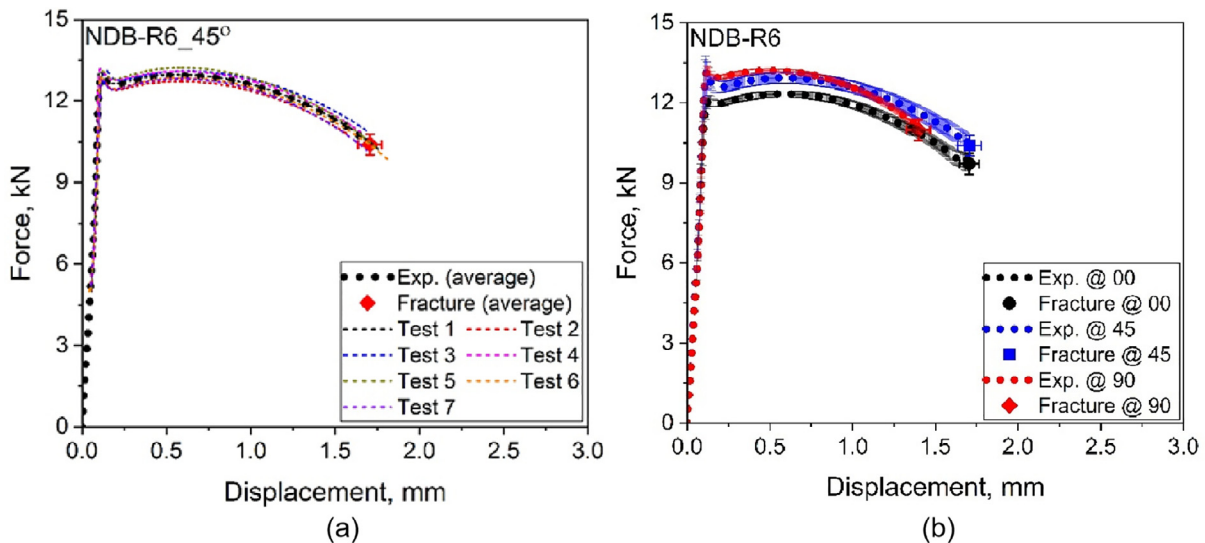 NDB-R6_45°
15
12
9
6
3
0
Force, kN
Exp. (average)
Fracture (average)
Test 1 Test 2
Test 3 Test 4
Test 5 Test 6
Test 7
0.0 0.5 1.0 1.5 2.0 2.5 3.0
Displacement, mm
(a)
NDB-R6
15
12
9
6
3
0
Force, kN
Exp. @ 00
Fracture @ 00
Exp. @ 45
Fracture @ 45
Exp. @ 90
Fracture @ 90
0.0 0.5 1.0 1.5 2.0 2.5 3.0
Displacement, mm
(b)